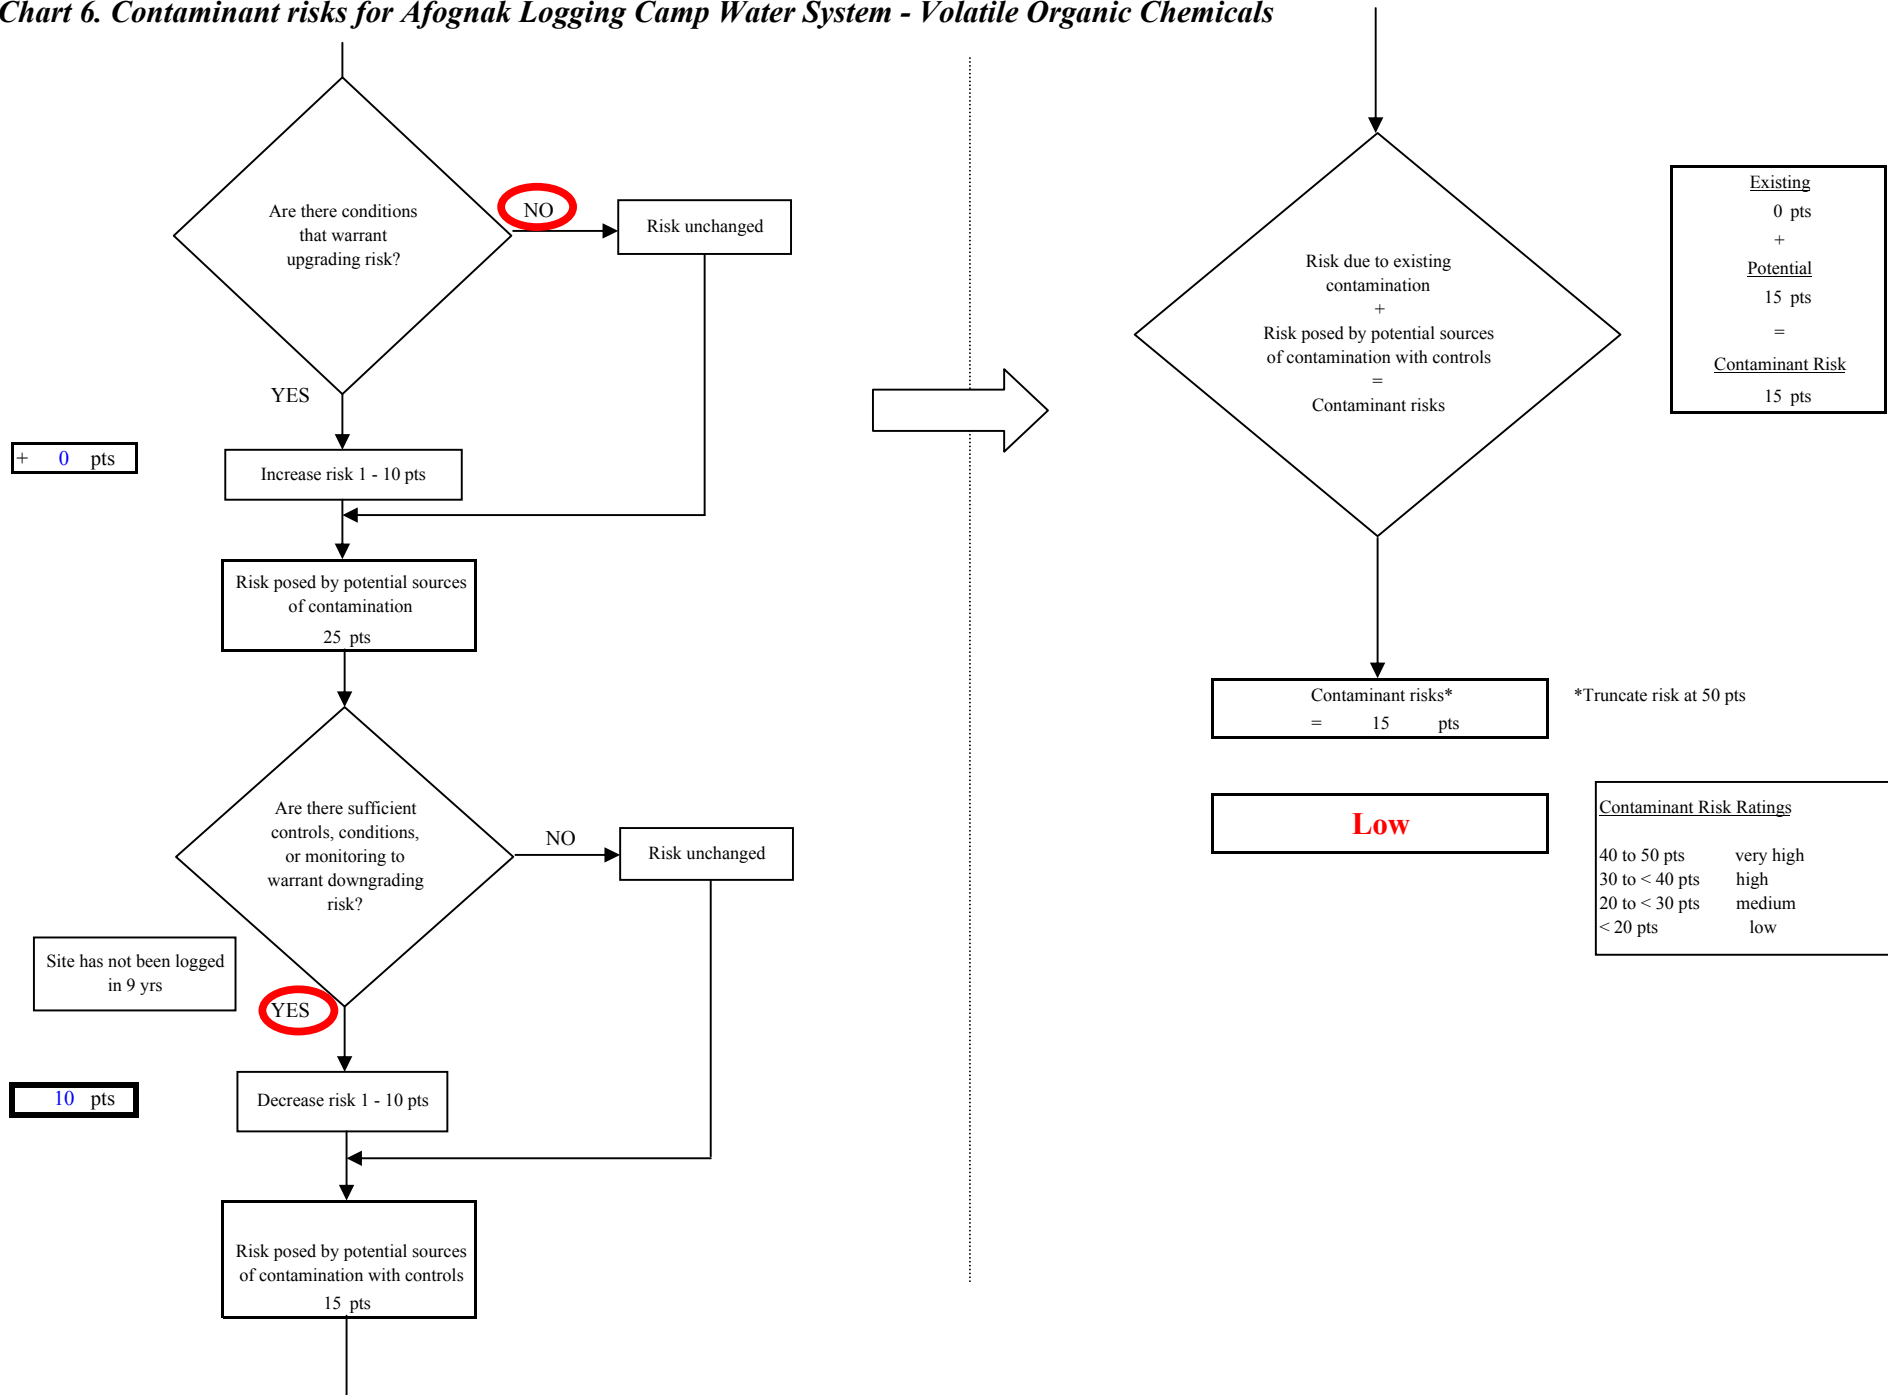 Chart 6. Contaminant risks for Afognak Logging Camp Water System - Volatile Organic Chemicals
Are there conditions
that warrant
upgrading risk?
NO
Risk unchanged
YES
+ 0 pts
Increase risk 1 - 10 pts
Risk posed by potential sources
of contamination
25 pts
Are there sufficient
controls, conditions,
or monitoring to
warrant downgrading
risk?
NO
Risk unchanged
Site has not been logged
in 9 yrs
YES
10 pts
Decrease risk 1 - 10 pts
Risk posed by potential sources
of contamination with controls
15 pts
Risk due to existing
contamination
+
Risk posed by potential sources
of contamination with controls
=
Contaminant risks
Existing
0 pts
+
Potential
15 pts
=
Contaminant Risk
15 pts
Contaminant risks*
= 15 pts
*Truncate risk at 50 pts
Low
Contaminant Risk Ratings
40 to 50 pts very high
30 to < 40 pts high
20 to < 30 pts medium
< 20 pts low